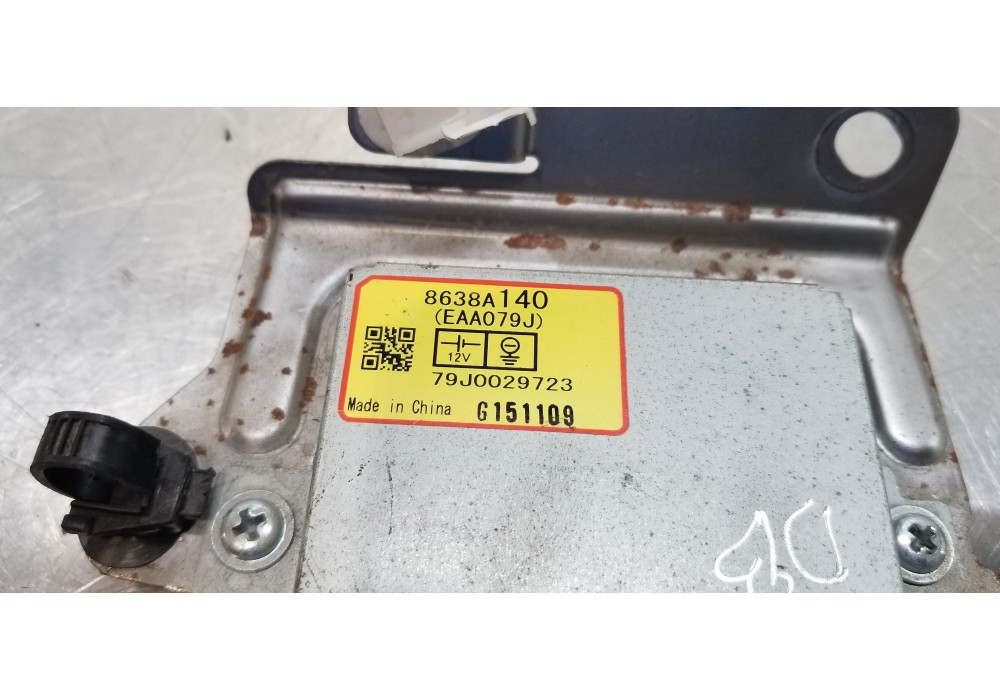 8638A140
(EAA079J)
12V
79J0029723
Made in China G151109